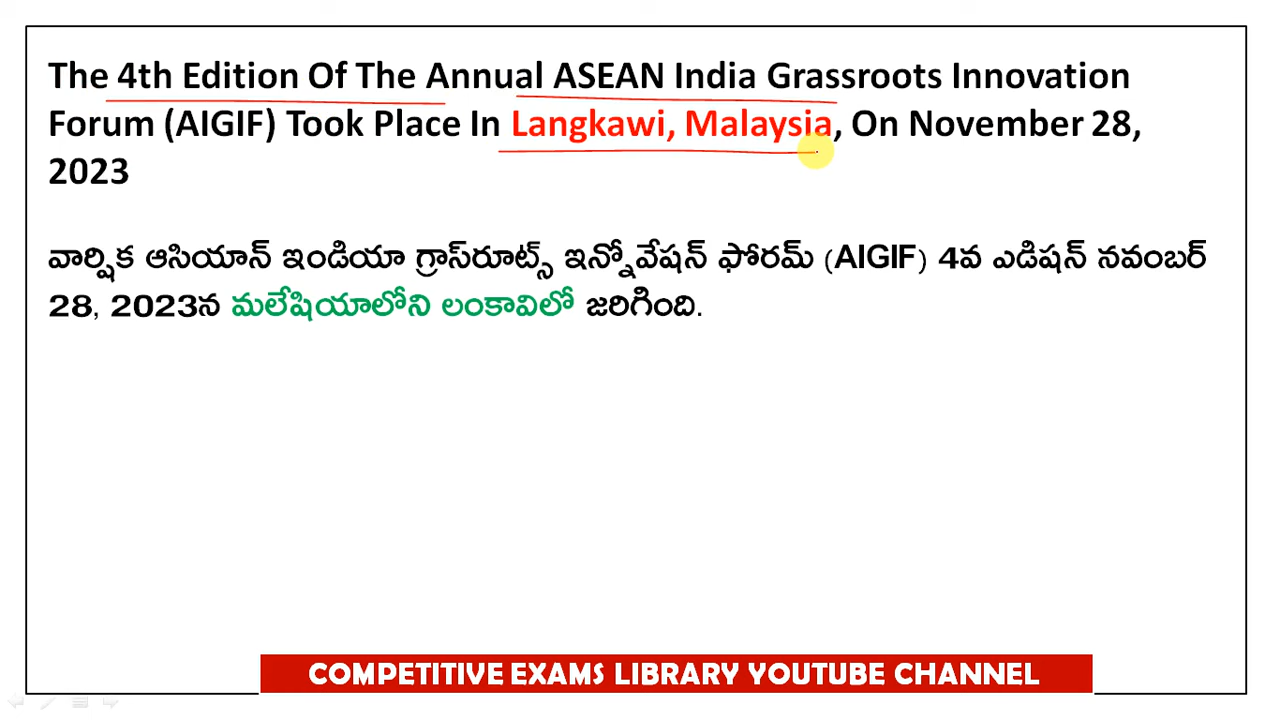 The 4th Edition Of The Annual ASEAN India Grassroots Innovation
Forum (AIGIF) Took Place In Langkawi, Malaysia, On November 28,
2023
వార్షిక ఆసియాన్ ఇండియా గ్రాస్‌రూట్స్ ఇన్నోవేషన్ ఫోరమ్ (AIGIF) 4వ ఎడిషన్ నవంబర్
28, 2023న మలేషియాలోని లంకావిలో జరిగింది.
COMPETITIVE EXAMS LIBRARY YOUTUBE CHANNEL